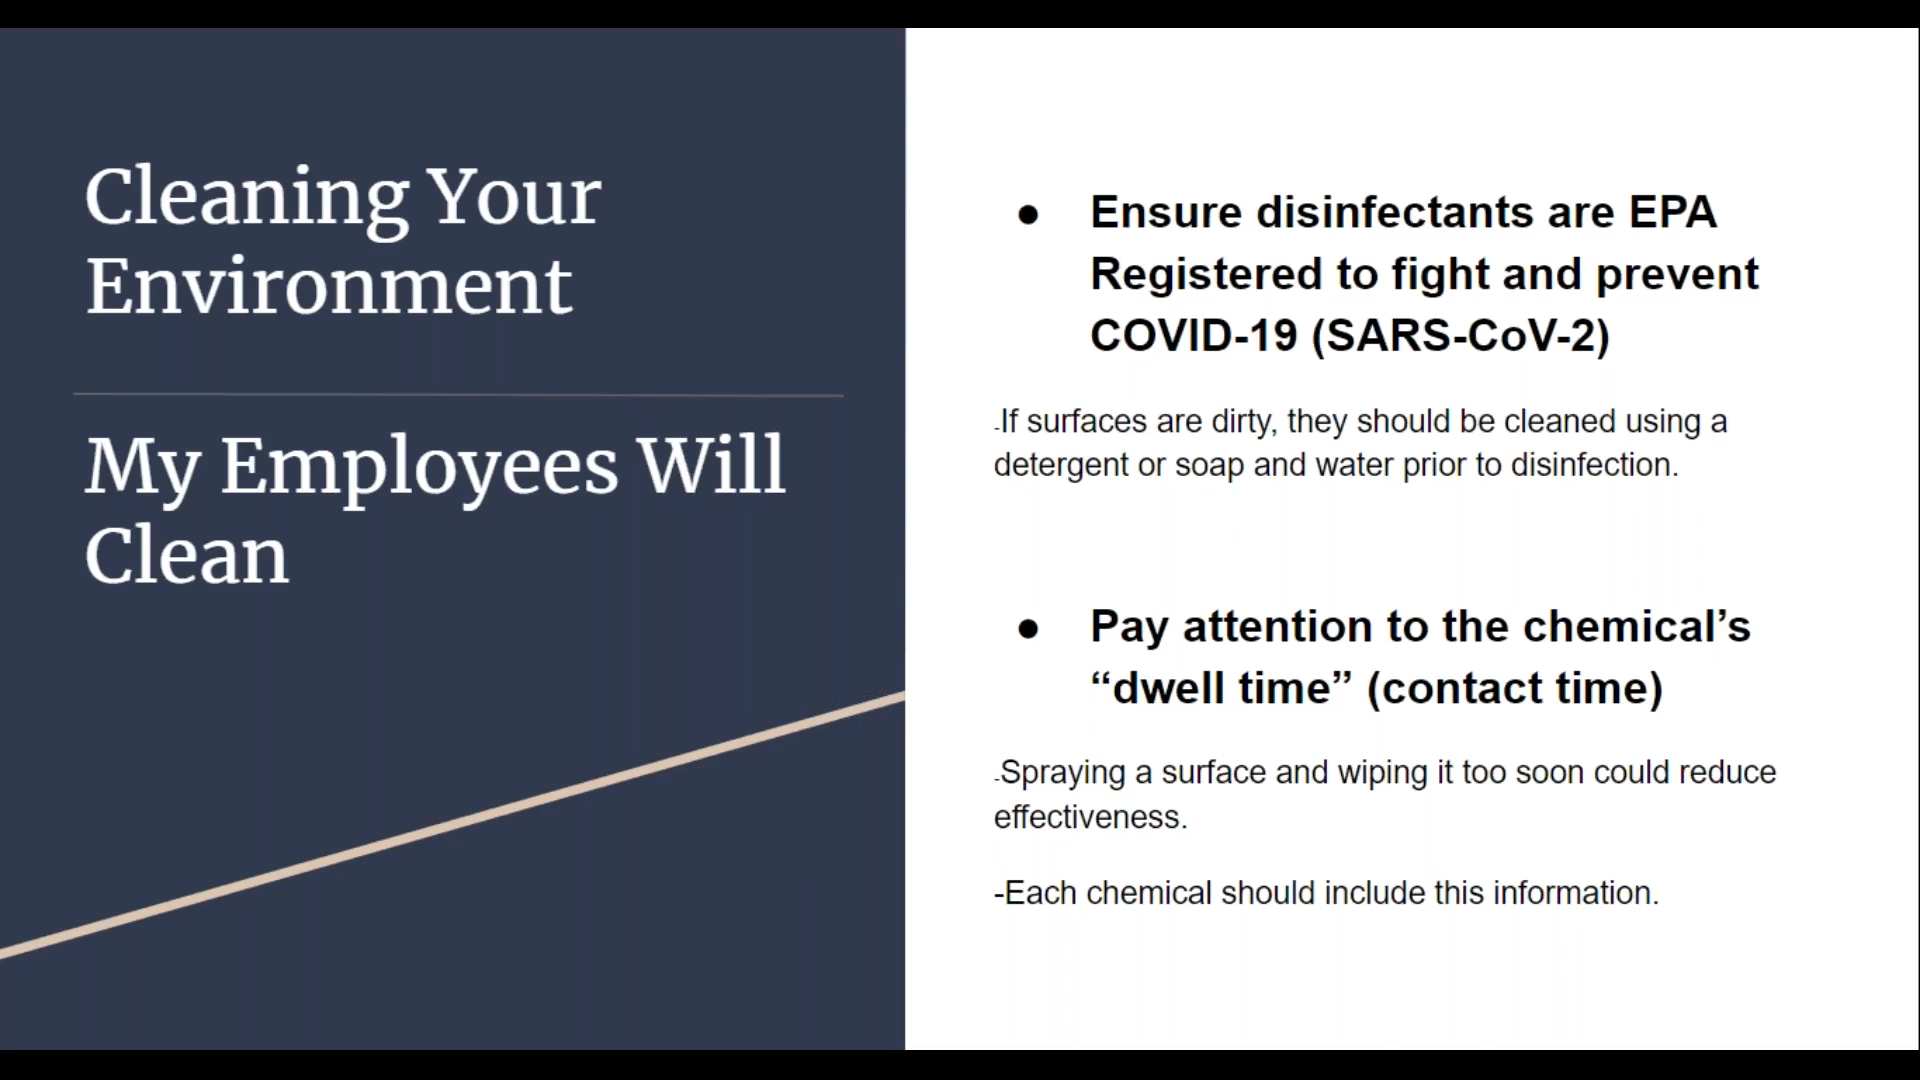 Cleaning Your
Environment
My Employees Will
Clean
● Ensure disinfectants are EPA
Registered to fight and prevent
COVID-19 (SARS-CoV-2)
-If surfaces are dirty, they should be cleaned using a
detergent or soap and water prior to disinfection.
● Pay attention to the chemical’s
“dwell time” (contact time)
-Spraying a surface and wiping it too soon could reduce
effectiveness.
-Each chemical should include this information.